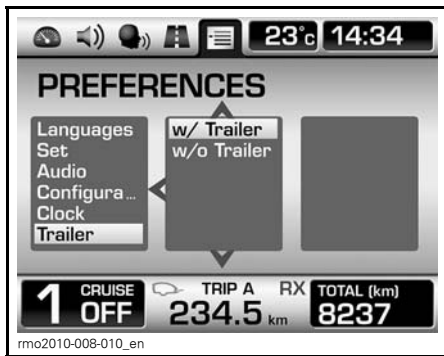 23°c 14:34
PREFERENCES
Languages
Set
Audio
Configura...
Clock
Trailer
w/ Trailer
w/o Trailer
1 CRUISE OFF
TRIP A RX
234.5 km
TOTAL (km)
8237
rmo2010-008-010_en